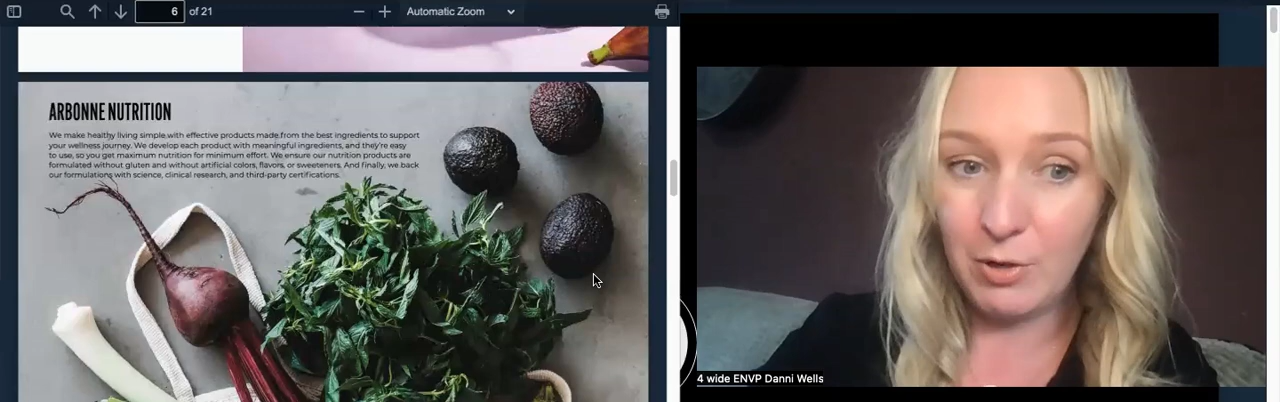 6 of 21 Automatic Zoom
ARBONNE NUTRITION
We make healthy living simple with effective products made from the best ingredients to support
your wellness journey. We develop each product with meaningful ingredients, and they're easy
to use, so you get maximum nutrition for minimum effort. We ensure our nutrition products are
formulated without gluten and without artificial colors, flavors, or sweeteners. And finally, we back
our formulations with science, clinical research, and third-party certifications.
4 wide ENVP Danni Wells